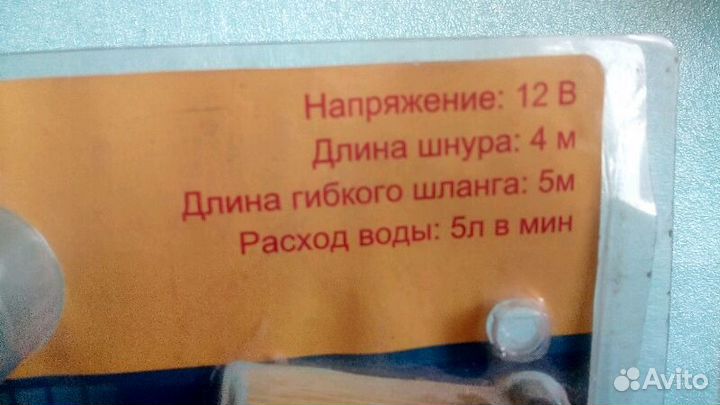 Напряжение: 12 В
Длина шнура: 4 м
Длина гибкого шланга: 5м
Расход воды: 5л в мин
Avito